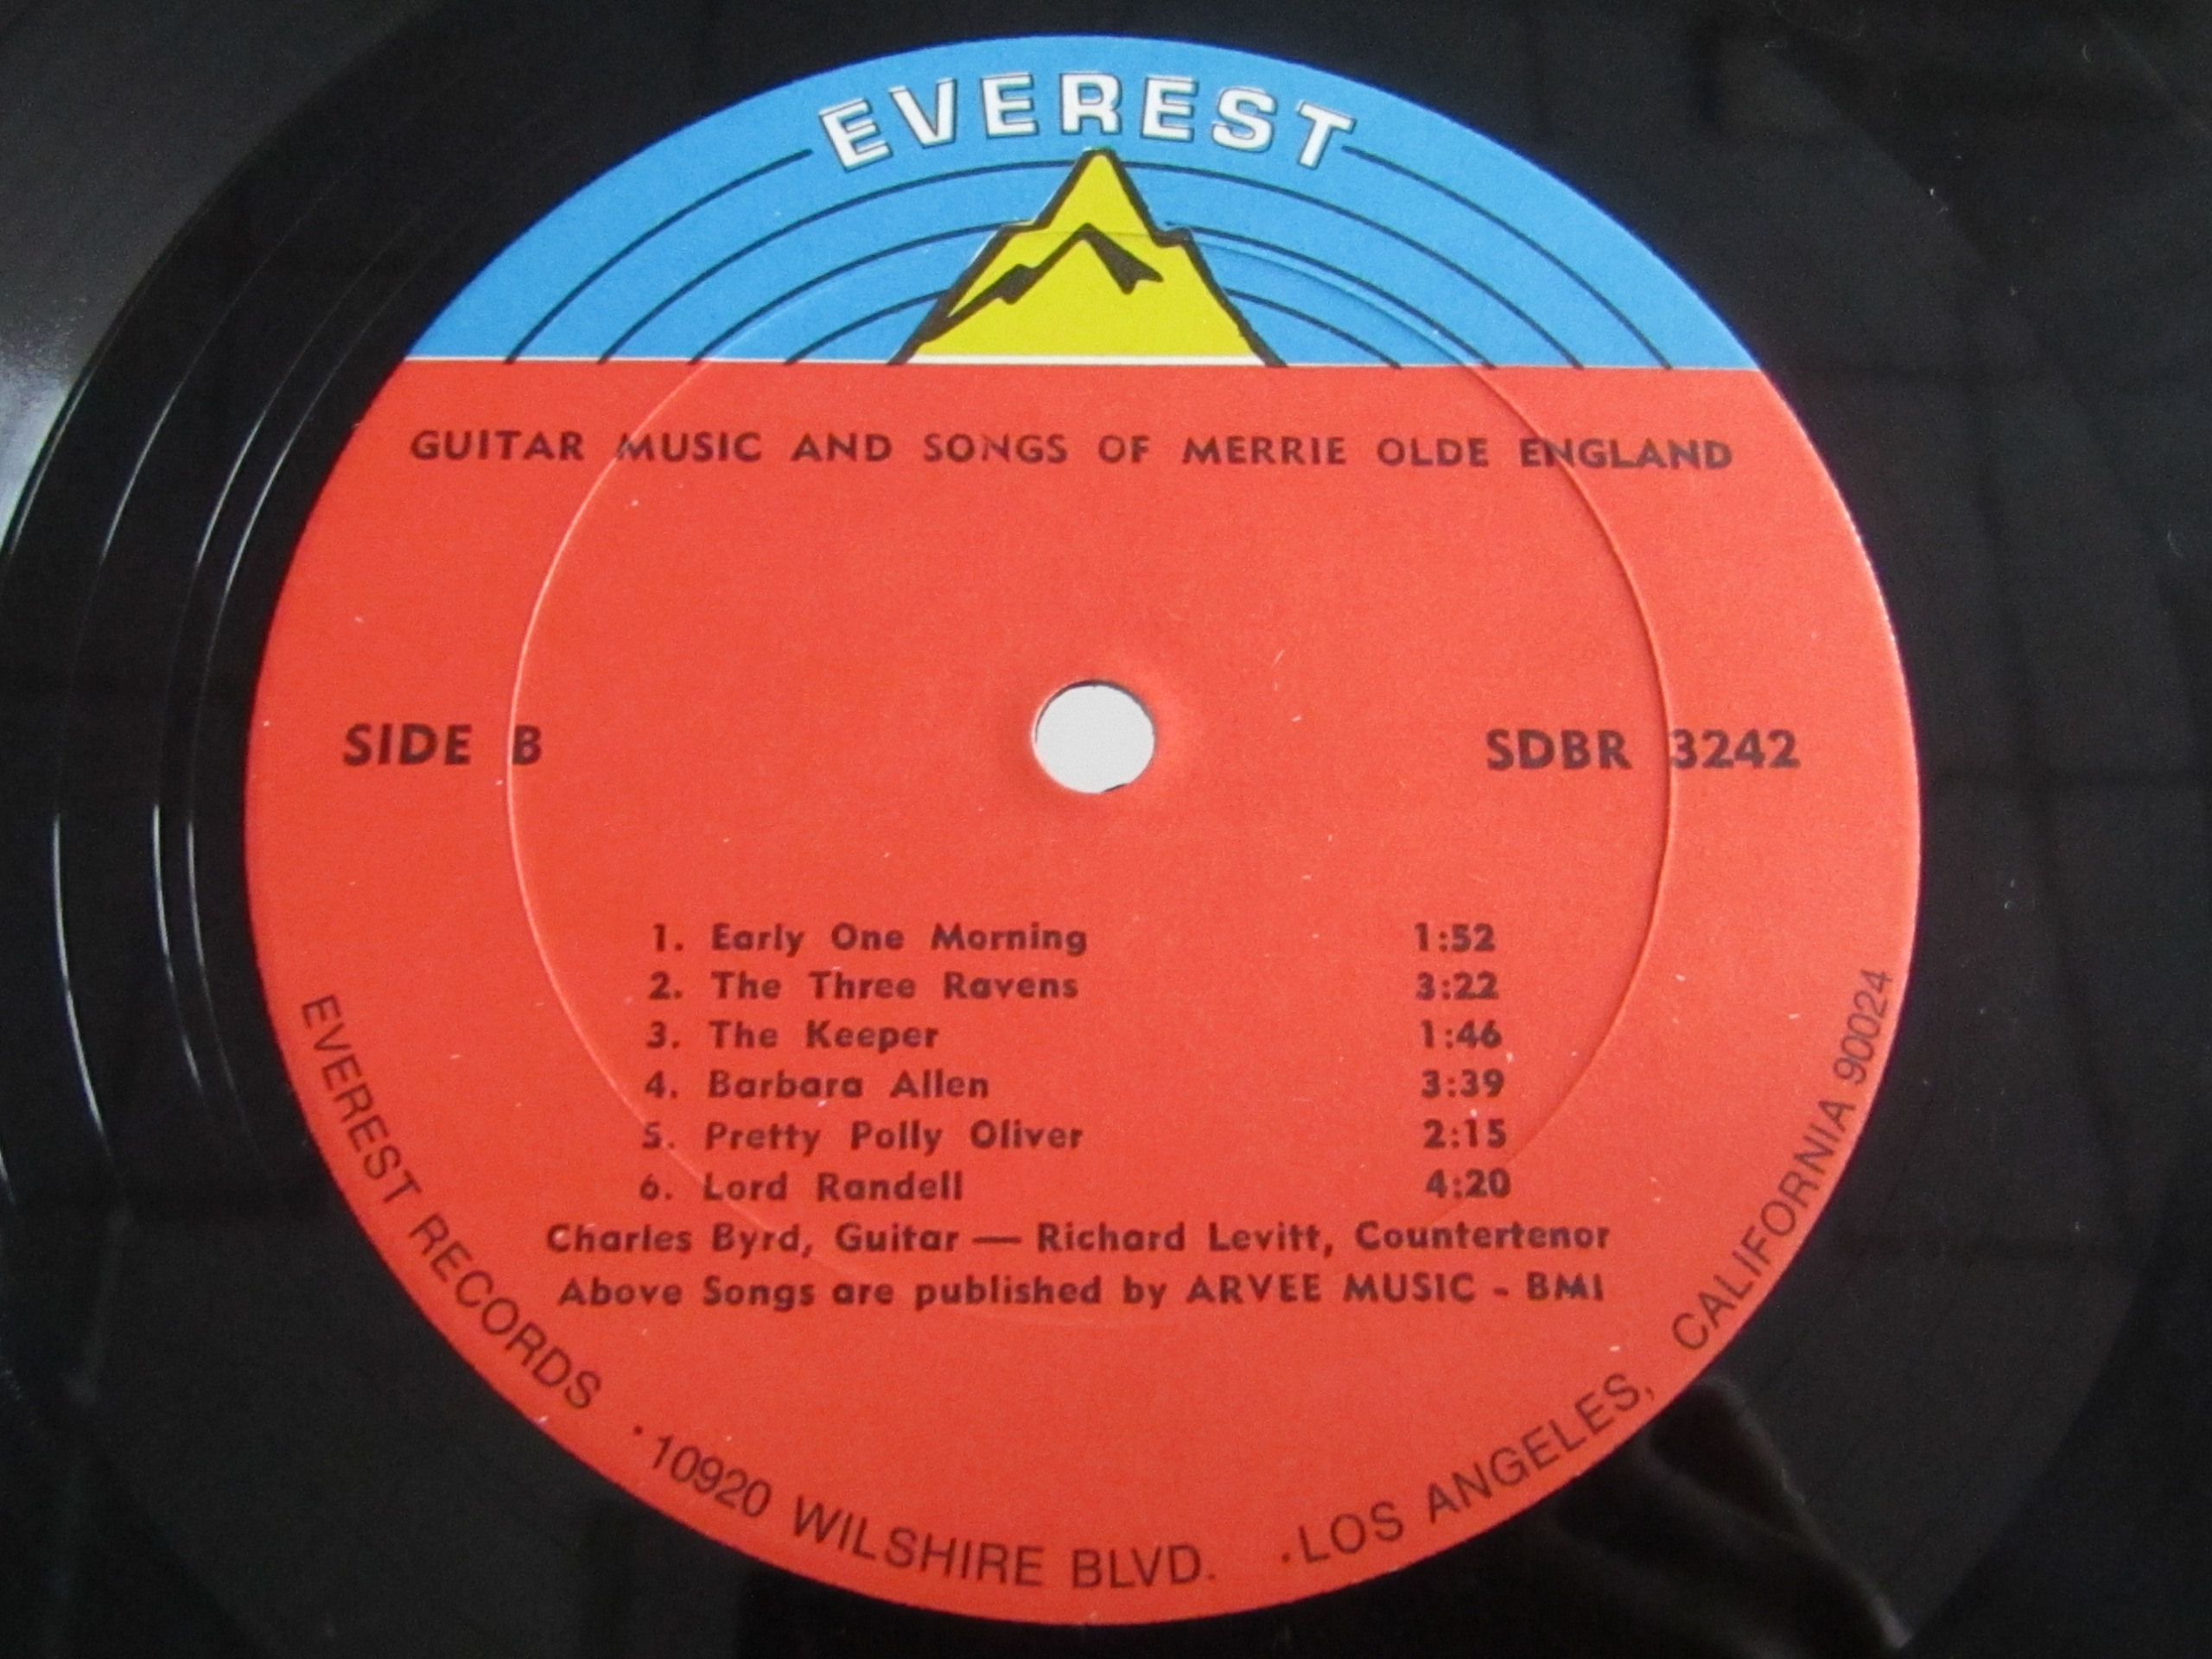 EVEREST
GUITAR MUSIC AND SONGS OF MERRIE OLDE ENGLAND
SIDE B
SDBR 3242
1. Early One Morning 1:52
2. The Three Ravens 3:22
3. The Keeper 1:46
4. Barbara Allen 3:39
5. Pretty Polly Oliver 2:15
6. Lord Randell 4:20
Charles Byrd, Guitar — Richard Levitt, Countertenor
Above Songs are published by ARVEE MUSIC - BMI
EVEREST RECORDS · 10920 WILSHIRE BLVD. · LOS ANGELES, CALIFORNIA 90024